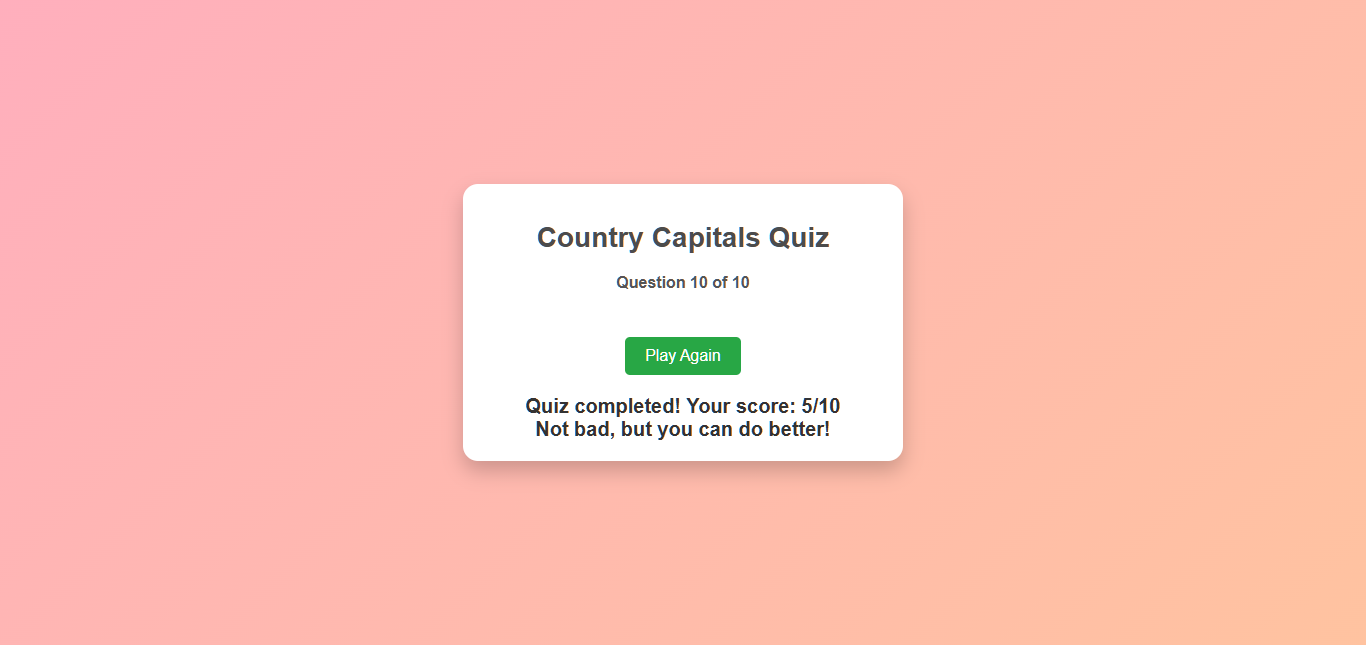 Country Capitals Quiz
Question 10 of 10
Play Again
Quiz completed! Your score: 5/10
Not bad, but you can do better!